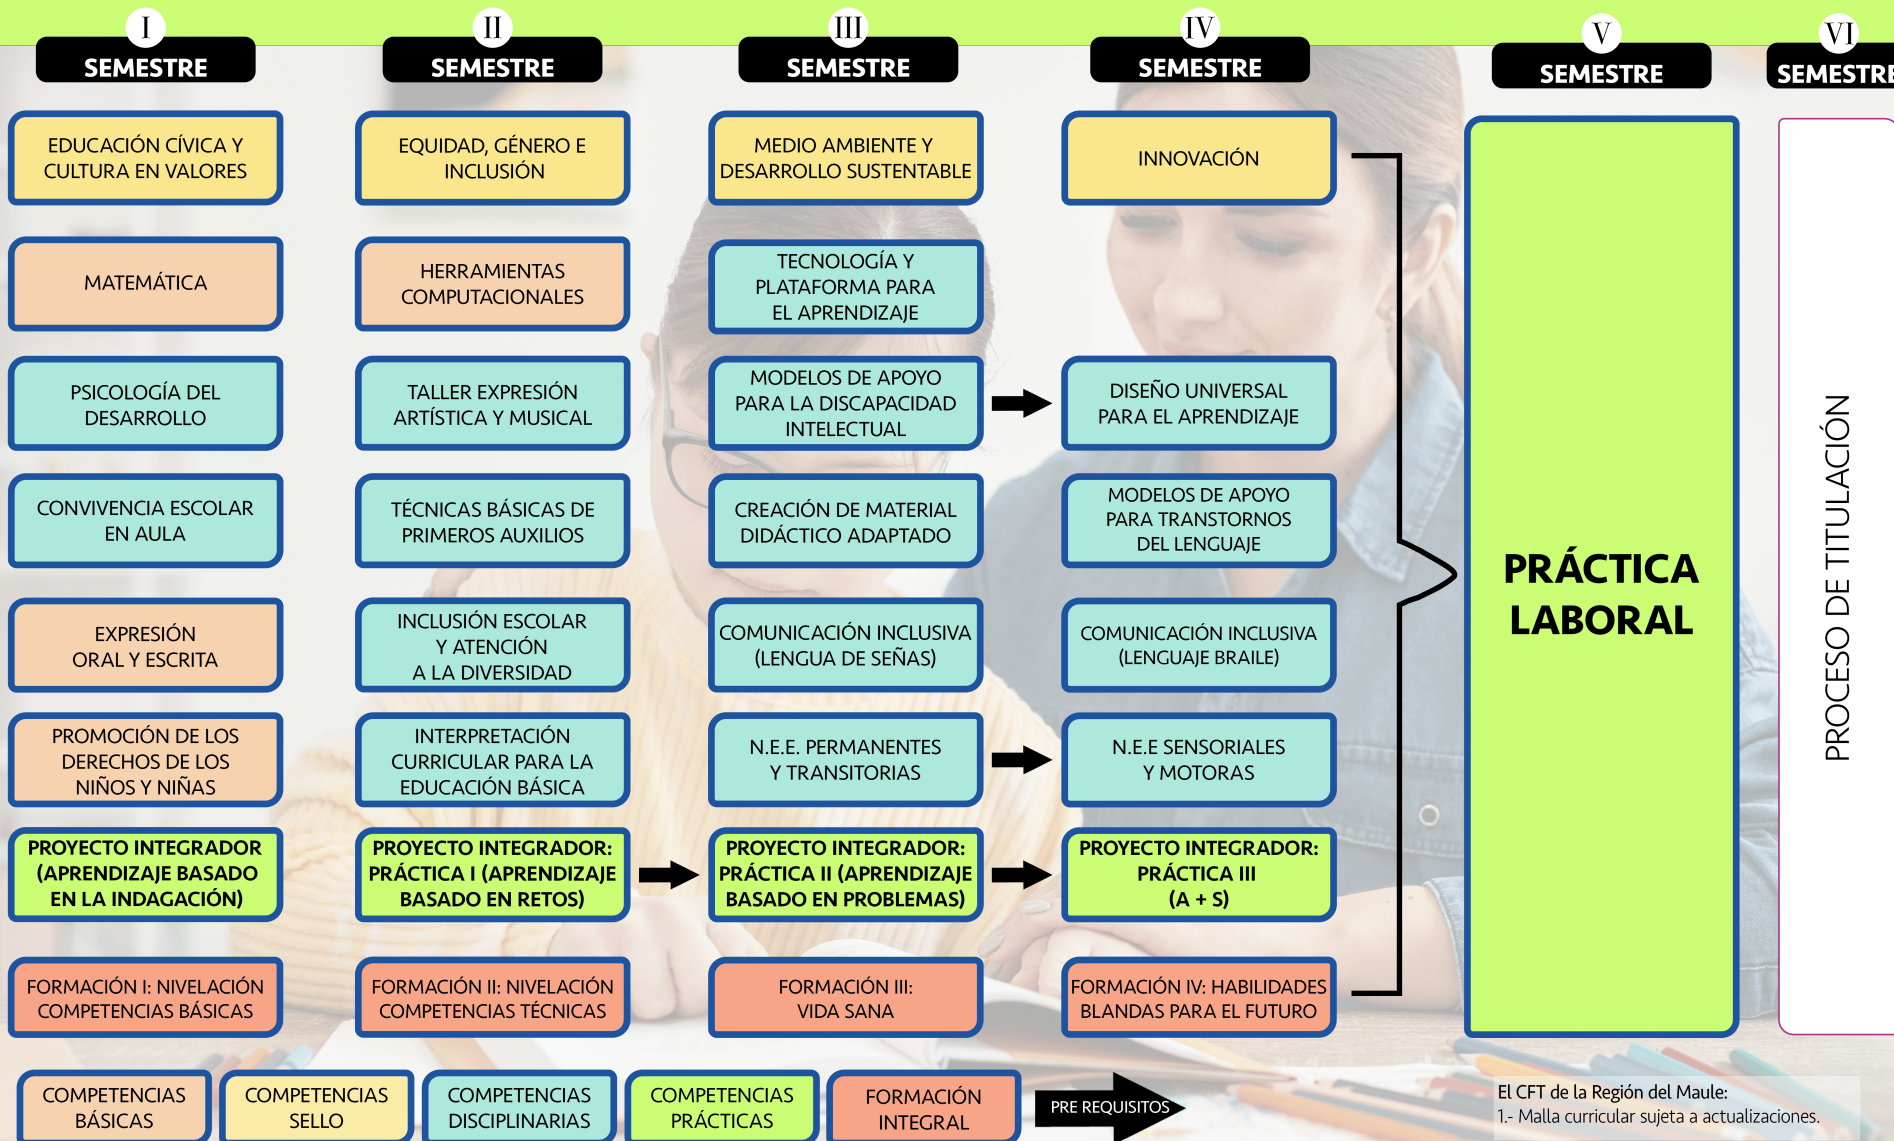 I
SEMESTRE
II
SEMESTRE
III
SEMESTRE
IV
SEMESTRE
V
SEMESTRE
VI
SEMESTRE
EDUCACIÓN CÍVICA Y
CULTURA EN VALORES
EQUIDAD, GÉNERO E
INCLUSIÓN
MEDIO AMBIENTE Y
DESARROLLO SUSTENTABLE
INNOVACIÓN
MATEMÁTICA
HERRAMIENTAS
COMPUTACIONALES
TECNOLOGÍA Y
PLATAFORMA PARA
EL APRENDIZAJE
PSICOLOGÍA DEL
DESARROLLO
TALLER EXPRESIÓN
ARTÍSTICA Y MUSICAL
MODELOS DE APOYO
PARA LA DISCAPACIDAD
INTELECTUAL
DISEÑO UNIVERSAL
PARA EL APRENDIZAJE
CONVIVENCIA ESCOLAR
EN AULA
TÉCNICAS BÁSICAS DE
PRIMEROS AUXILIOS
CREACIÓN DE MATERIAL
DIDÁCTICO ADAPTADO
MODELOS DE APOYO
PARA TRANSTORNOS
DEL LENGUAJE
EXPRESIÓN
ORAL Y ESCRITA
INCLUSIÓN ESCOLAR
Y ATENCIÓN
A LA DIVERSIDAD
COMUNICACIÓN INCLUSIVA
(LENGUA DE SEÑAS)
COMUNICACIÓN INCLUSIVA
(LENGUAJE BRAILE)
PROMOCIÓN DE LOS
DERECHOS DE LOS
NIÑOS Y NIÑAS
INTERPRETACIÓN
CURRICULAR PARA LA
EDUCACIÓN BÁSICA
N.E.E. PERMANENTES
Y TRANSITORIAS
N.E.E SENSORIALES
Y MOTORAS
PROYECTO INTEGRADOR
(APRENDIZAJE BASADO
EN LA INDAGACIÓN)
PROYECTO INTEGRADOR:
PRÁCTICA I (APRENDIZAJE
BASADO EN RETOS)
PROYECTO INTEGRADOR:
PRÁCTICA II (APRENDIZAJE
BASADO EN PROBLEMAS)
PROYECTO INTEGRADOR:
PRÁCTICA III
(A + S)
FORMACIÓN I: NIVELACIÓN
COMPETENCIAS BÁSICAS
FORMACIÓN II: NIVELACIÓN
COMPETENCIAS TÉCNICAS
FORMACIÓN III:
VIDA SANA
FORMACIÓN IV: HABILIDADES
BLANDAS PARA EL FUTURO
PRÁCTICA
LABORAL
PROCESO DE TITULACIÓN
COMPETENCIAS
BÁSICAS
COMPETENCIAS
SELLO
COMPETENCIAS
DISCIPLINARIAS
COMPETENCIAS
PRÁCTICAS
FORMACIÓN
INTEGRAL
PRE REQUISITOS
El CFT de la Región del Maule:
1.- Malla curricular sujeta a actualizaciones.